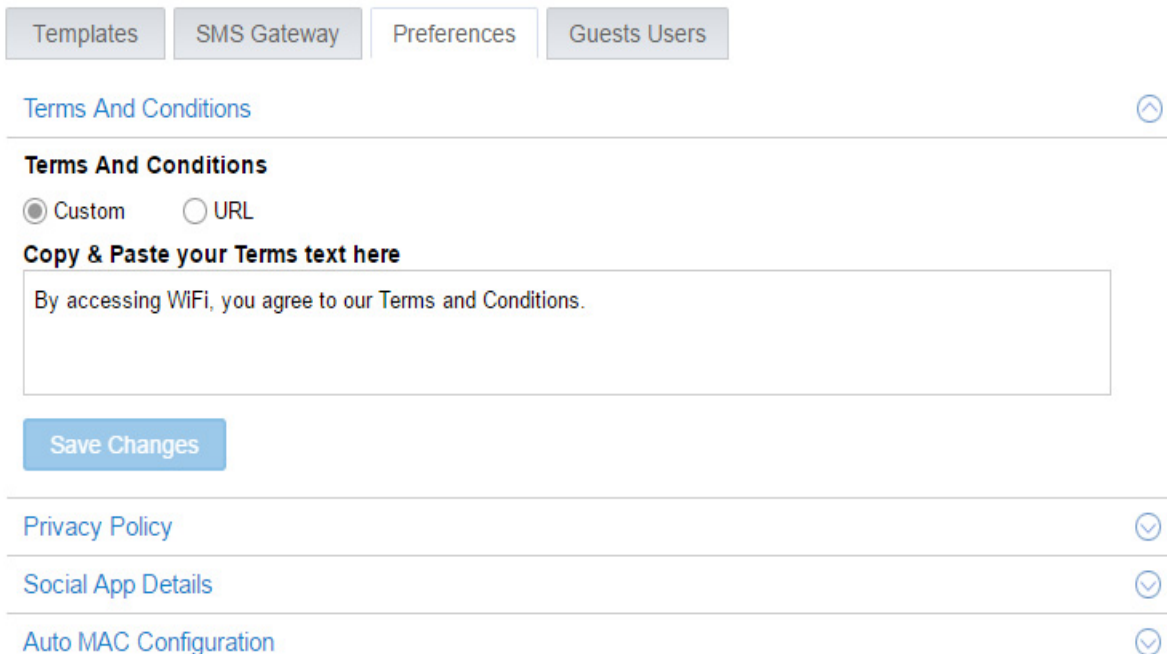 Templates SMS Gateway Preferences Guests Users
Terms And Conditions
Terms And Conditions
Custom URL
Copy & Paste your Terms text here
By accessing WiFi, you agree to our Terms and Conditions.
Save Changes
Privacy Policy
Social App Details
Auto MAC Configuration